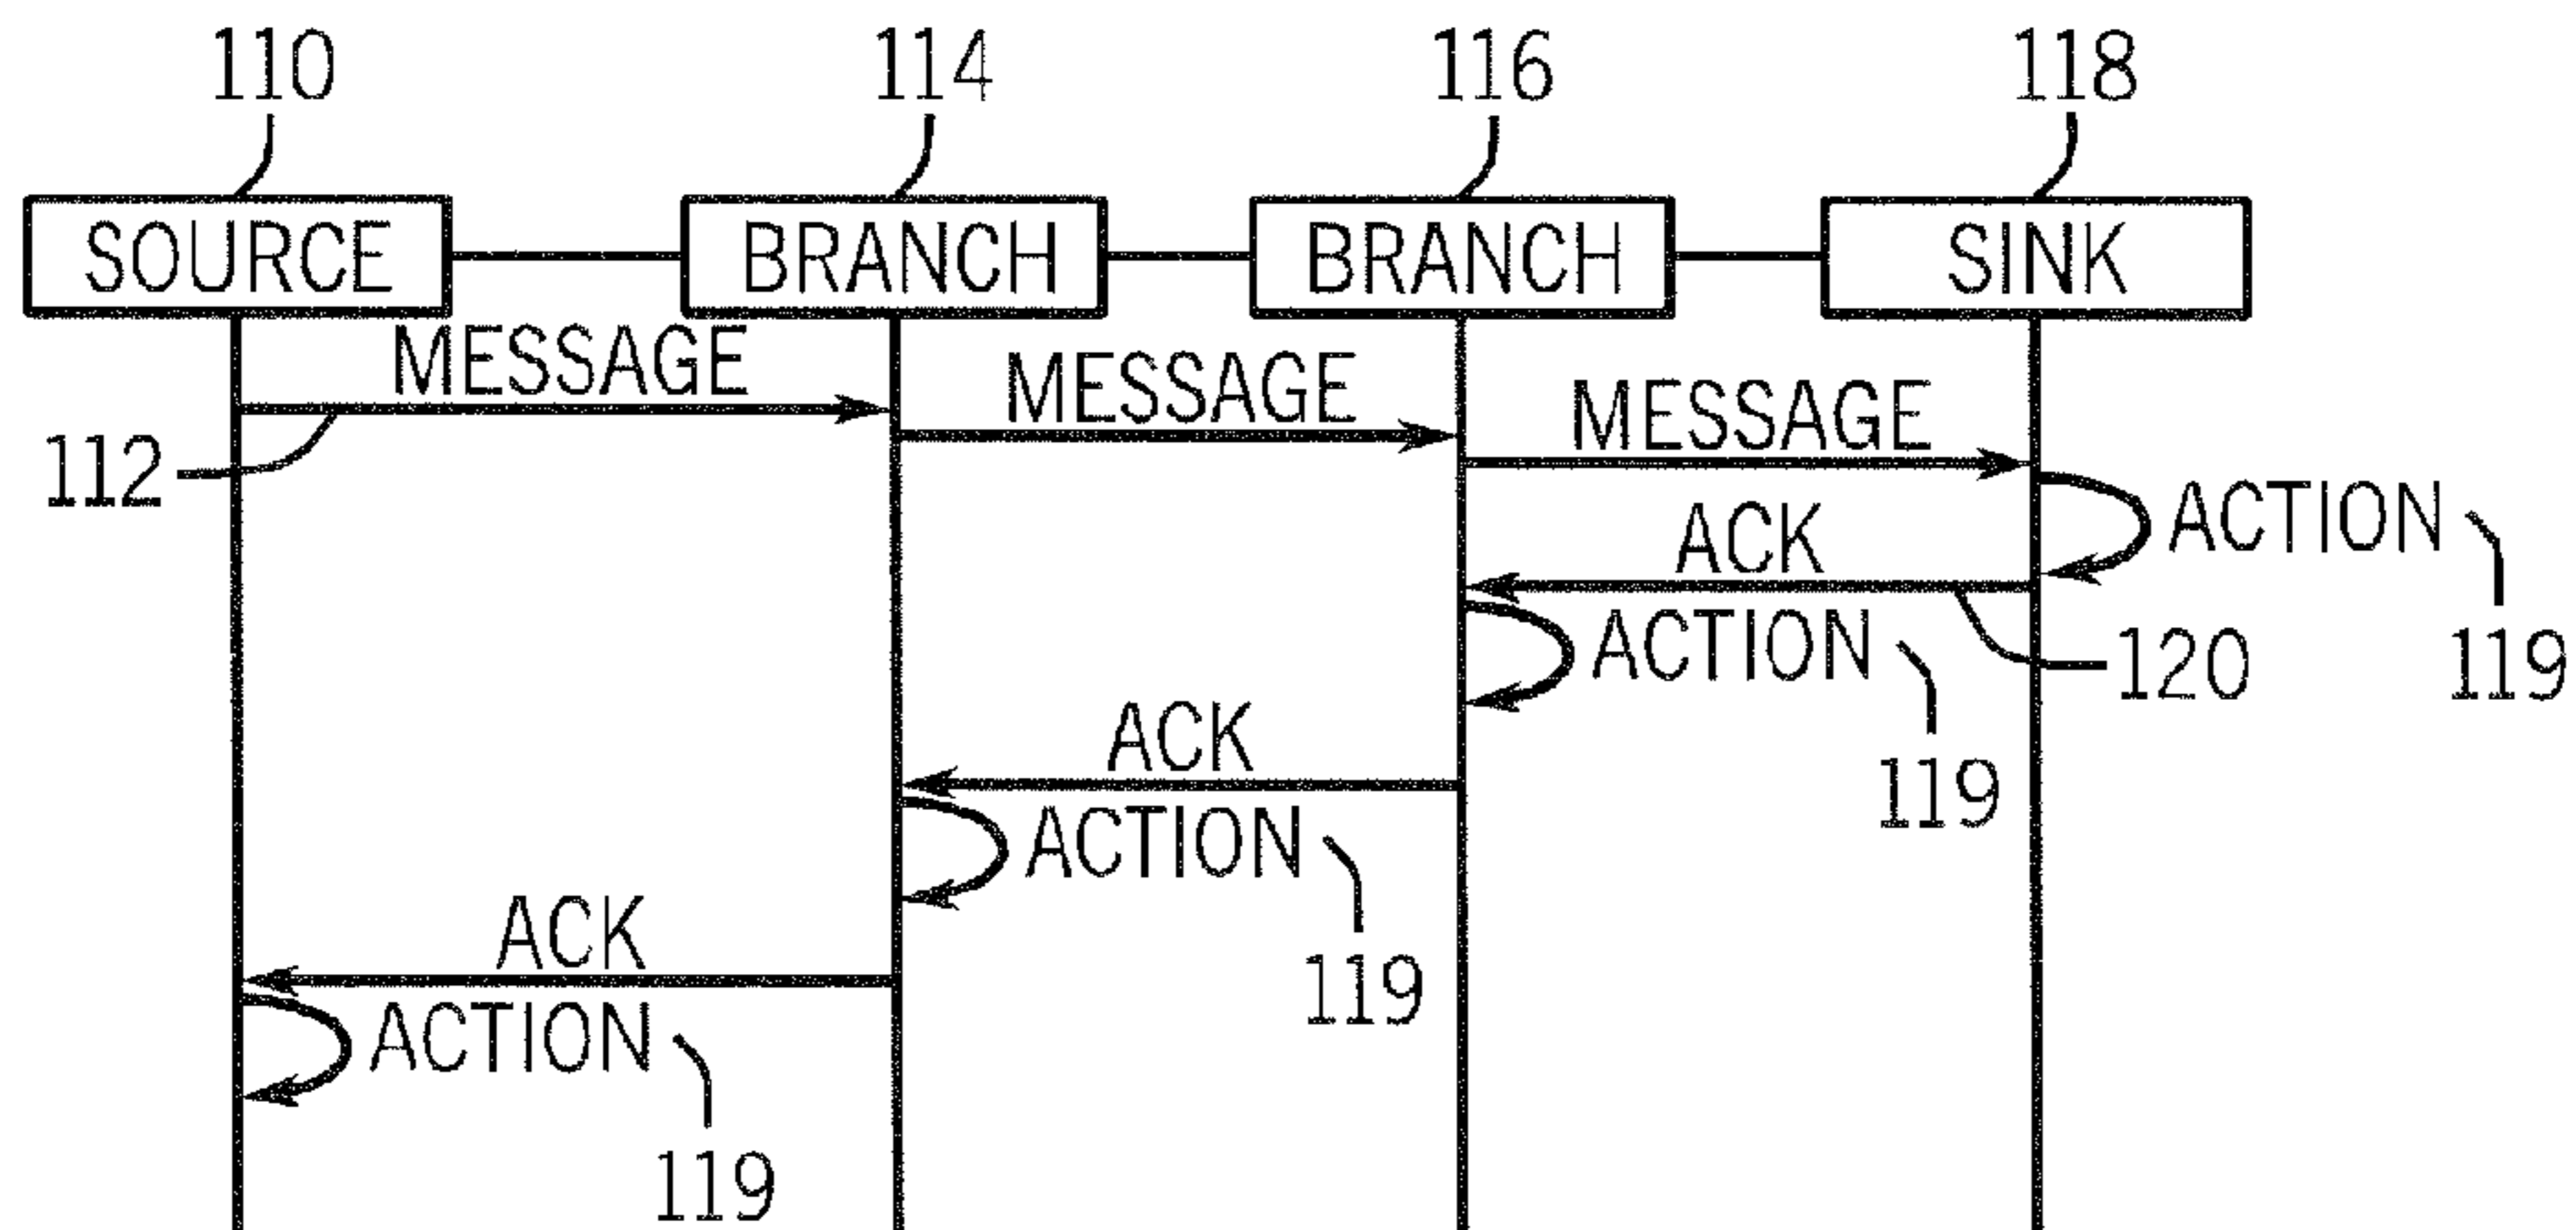 110 114 116 118
SOURCE BRANCH BRANCH SINK
MESSAGE
MESSAGE
MESSAGE
112
ACTION
ACK
119
ACTION
120
119
ACK
ACTION
119
ACK
ACTION
119